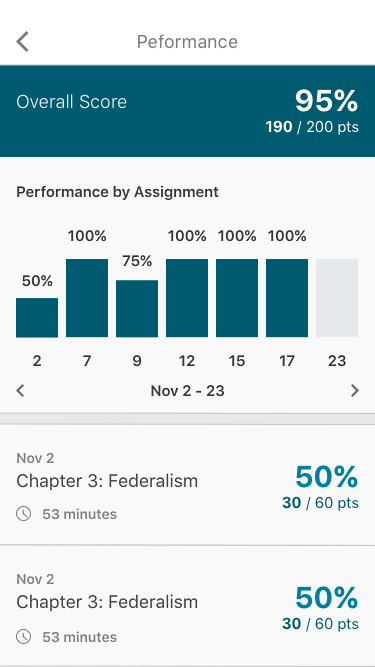 Peformance
Overall Score
95%
190 / 200 pts
Performance by Assignment
50% 100% 75% 100% 100% 100%
2 7 9 12 15 17 23
Nov 2 - 23
Nov 2
Chapter 3: Federalism
53 minutes
50%
30 / 60 pts
Nov 2
Chapter 3: Federalism
53 minutes
50%
30 / 60 pts